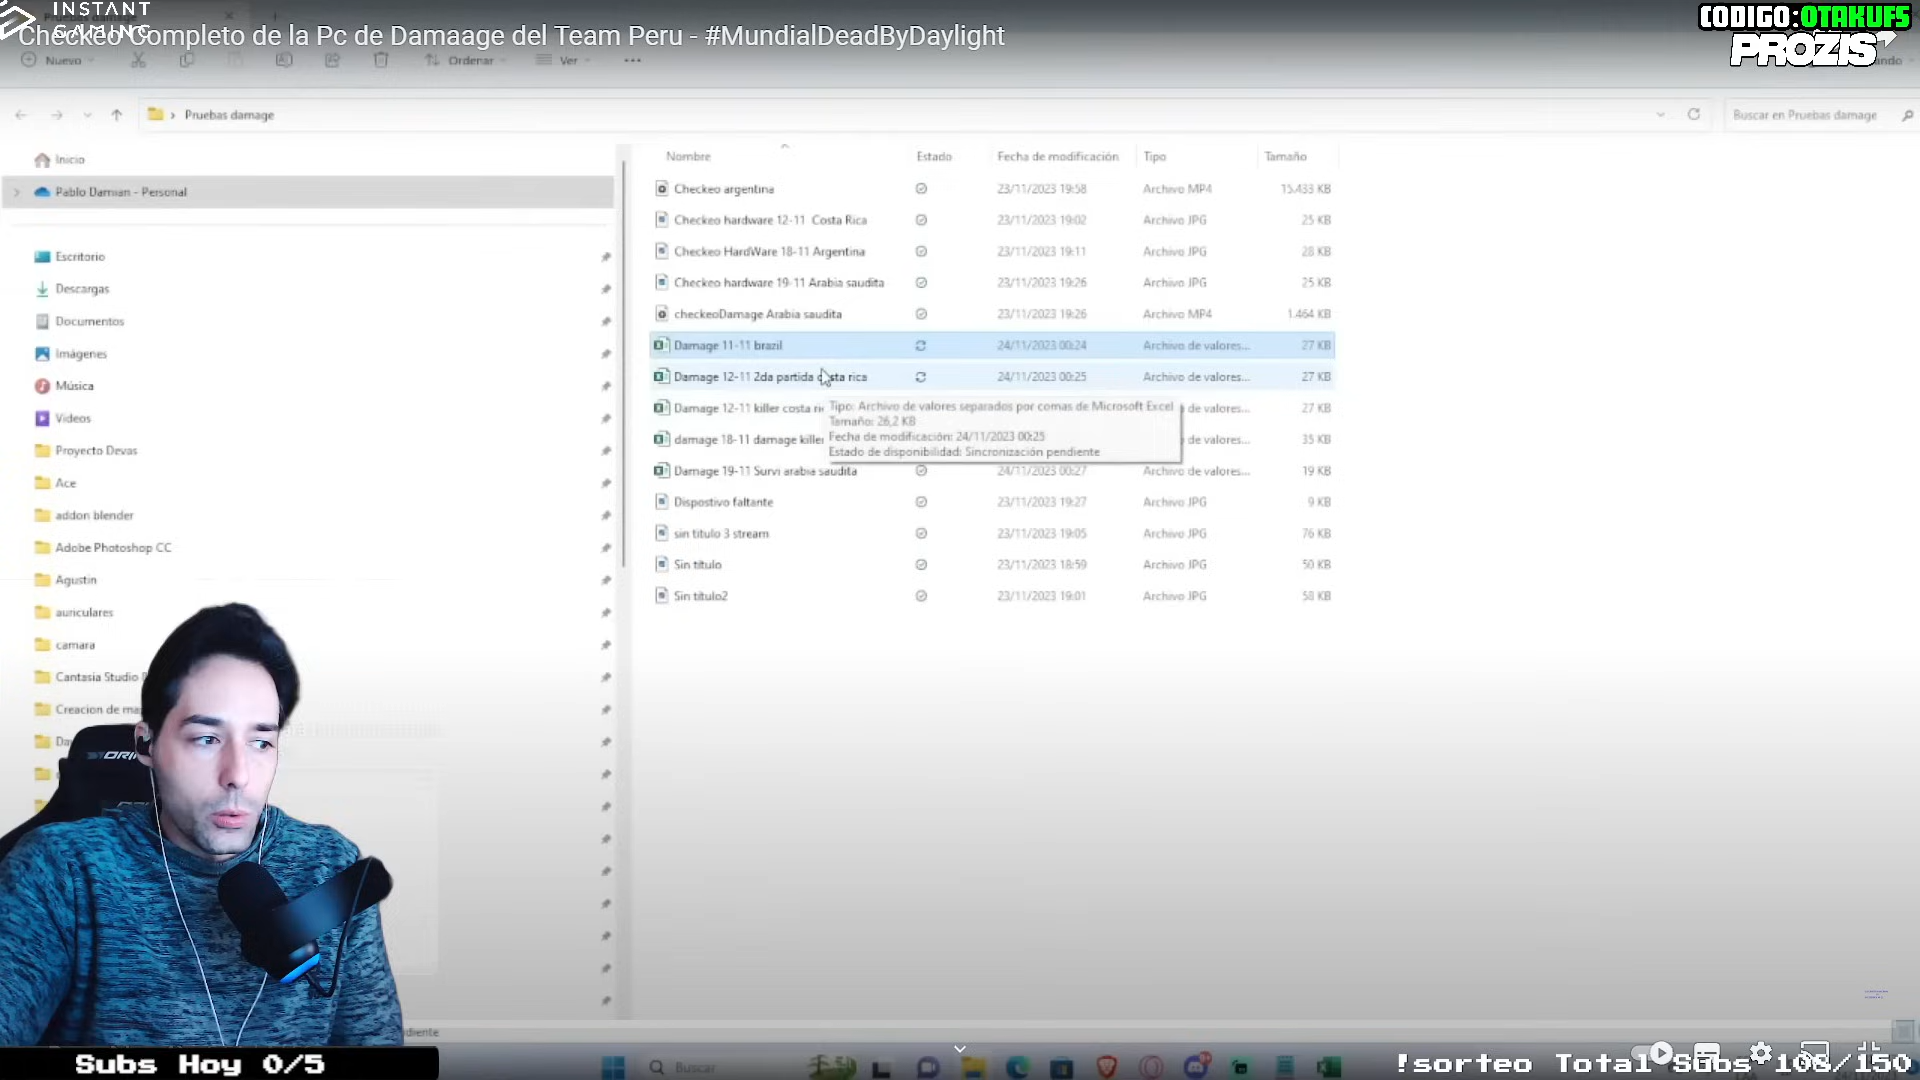 INSTANT
GAMING
Checkeo Completo de la Pc de Damaage del Team Peru - #MundialDeadByDaylight
CODIGO:OTAKUFS
PROZIS
Nuevo
Ordenar
Ver
Pruebas damage
Buscar en Pruebas damage
Inicio
Pablo Damian - Personal
Escritorio
Descargas
Documentos
Imágenes
Música
Videos
Proyecto Devas
Ace
addon blender
Adobe Photoshop CC
Agustin
auriculares
camara
Cantasia Studio
Creacion de
Nombre Estado Fecha de modificación Tipo Tamaño
Checkeo argentina 23/11/2023 19:58 Archivo MP4 15.433 KB
Checkeo hardware 12-11 Costa Rica 23/11/2023 19:02 Archivo JPG 25 KB
Checkeo HardWare 18-11 Argentina 23/11/2023 19:11 Archivo JPG 28 KB
Checkeo hardware 19-11 Arabia saudita 23/11/2023 19:26 Archivo JPG 25 KB
checkeoDamage Arabia saudita 23/11/2023 19:26 Archivo MP4 1.464 KB
Damage 11-11 brazil 24/11/2023 00:24 Archivo de valores... 27 KB
Damage 12-11 2da partida costa rica 24/11/2023 00:25 Archivo de valores... 27 KB
Damage 12-11 killer costa de valores... 27 KB
damage 18-11 damage killer de valores... 35 KB
Tipo: Archivo de valores separados por comas de Microsoft Excel
Tamaño: 26,2 KB
Fecha de modificación: 24/11/2023 00:25
Estado de disponibilidad: Sincronización pendiente
Damage 19-11 Survi arabia saudita 24/11/2023 00:27 Archivo de valores... 19 KB
Dispostivo faltante 23/11/2023 19:27 Archivo JPG 9 KB
sin titulo 3 stream 23/11/2023 19:05 Archivo JPG 76 KB
Sin título 23/11/2023 18:59 Archivo JPG 50 KB
Sin título2 23/11/2023 19:01 Archivo JPG 58 KB
Subs Hoy 0/5
Buscar
!sorteo Total Subs 108/150